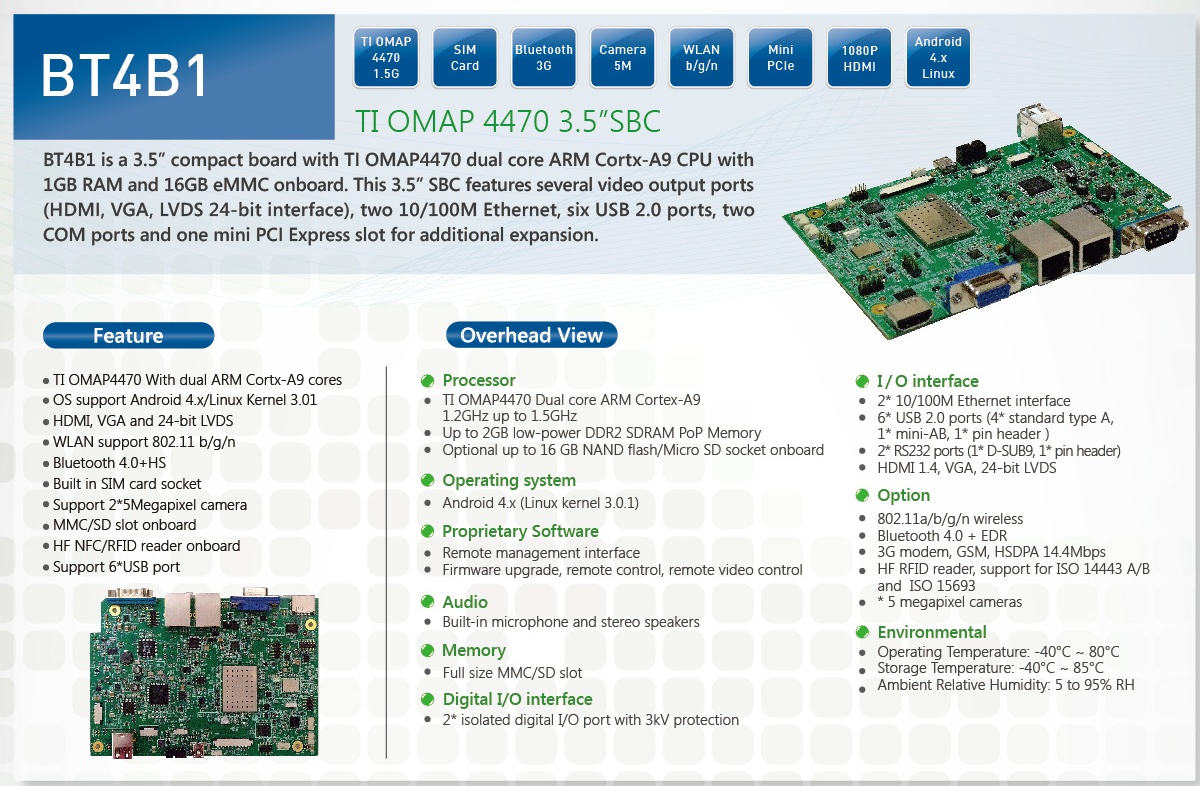 BT4B1
TI OMAP
4470
1.5G
SIM
Card
Bluetooth
3G
Camera
5M
WLAN
b/g/n
Mini
PCIe
1080P
HDMI
Android
4.x
Linux
TI OMAP 4470 3.5”SBC
BT4B1 is a 3.5” compact board with TI OMAP4470 dual core ARM Cortx-A9 CPU with
1GB RAM and 16GB eMMC onboard. This 3.5” SBC features several video output ports
(HDMI, VGA, LVDS 24-bit interface), two 10/100M Ethernet, six USB 2.0 ports, two
COM ports and one mini PCI Express slot for additional expansion.
Feature
• TI OMAP4470 With dual ARM Cortx-A9 cores
• OS support Android 4.x/Linux Kernel 3.01
• HDMI, VGA and 24-bit LVDS
• WLAN support 802.11 b/g/n
• Bluetooth 4.0+HS
• Built in SIM card socket
• Support 2*5Megapixel camera
• MMC/SD slot onboard
• HF NFC/RFID reader onboard
• Support 6*USB port
Overhead View
Processor
• TI OMAP4470 Dual core ARM Cortex-A9
1.2GHz up to 1.5GHz
• Up to 2GB low-power DDR2 SDRAM PoP Memory
• Optional up to 16 GB NAND flash/Micro SD socket onboard
Operating system
• Android 4.x (Linux kernel 3.0.1)
Proprietary Software
• Remote management interface
• Firmware upgrade, remote control, remote video control
Audio
• Built-in microphone and stereo speakers
Memory
• Full size MMC/SD slot
Digital I/O interface
• 2* isolated digital I/O port with 3kV protection
I/O interface
• 2* 10/100M Ethernet interface
• 6* USB 2.0 ports (4* standard type A,
1* mini-AB, 1* pin header )
• 2* RS232 ports (1* D-SUB9, 1* pin header)
• HDMI 1.4, VGA, 24-bit LVDS
Option
• 802.11a/b/g/n wireless
• Bluetooth 4.0 + EDR
• 3G modem, GSM, HSDPA 14.4Mbps
• HF RFID reader, support for ISO 14443 A/B
and ISO 15693
• * 5 megapixel cameras
Environmental
• Operating Temperature: -40°C ~ 80°C
• Storage Temperature: -40°C ~ 85°C
• Ambient Relative Humidity: 5 to 95% RH